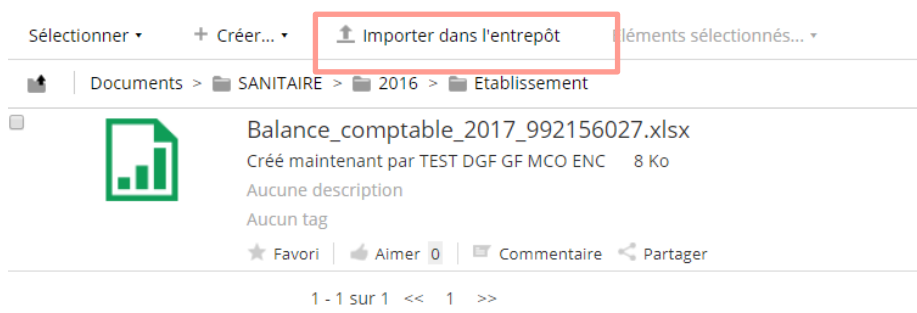 Sélectionner
Créer...
Importer dans l'entrepôt
Éléments sélectionnés...
Documents > SANITAIRE > 2016 > Etablissement
Balance_comptable_2017_992156027.xlsx
Créé maintenant par TEST DGF GF MCO ENC 8 Ko
Aucune description
Aucun tag
Favori Aimer 0 Commentaire Partager
1 - 1 sur 1 << 1 >>